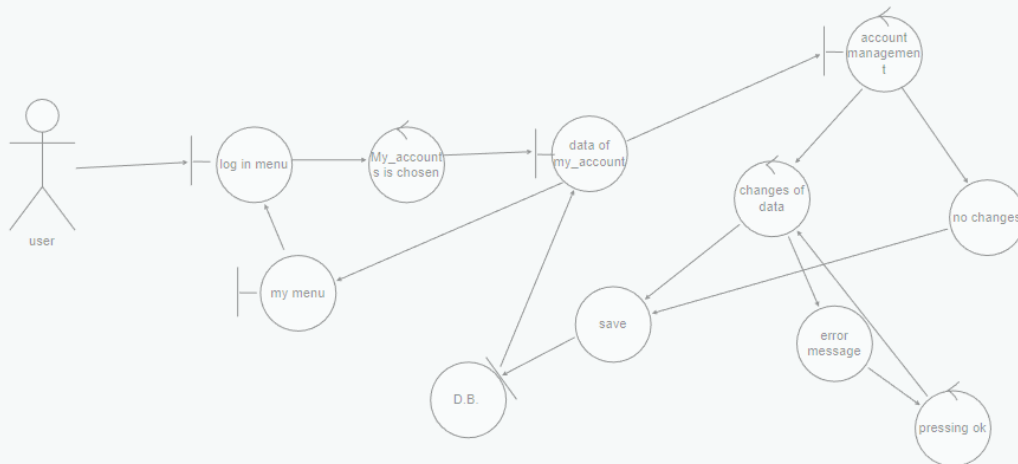 account
managemen
t
log in menu
My_account
s is chosen
data of
my_account
changes of
data
no changes
user
my menu
save
error
message
D.B.
pressing ok